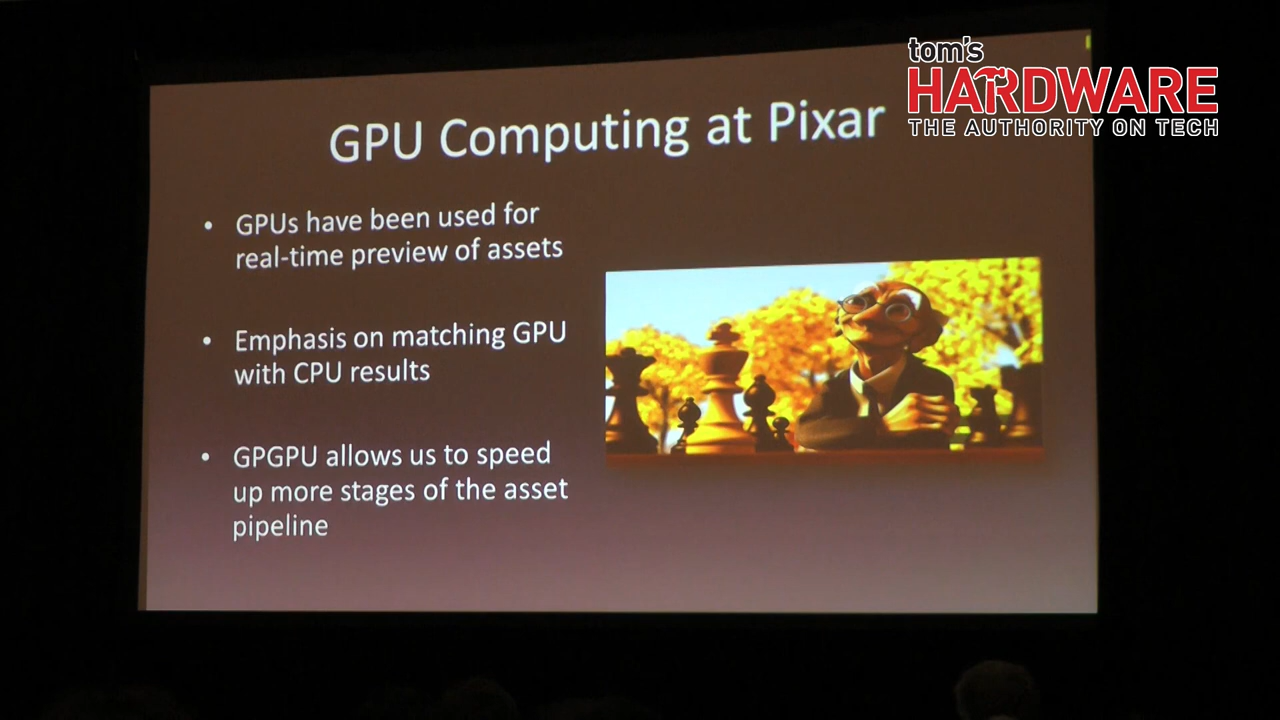 tom's
HARDWARE
THE AUTHORITY ON TECH
GPU Computing at Pixar
• GPUs have been used for
real-time preview of assets
• Emphasis on matching GPU
with CPU results
• GPGPU allows us to speed
up more stages of the asset
pipeline